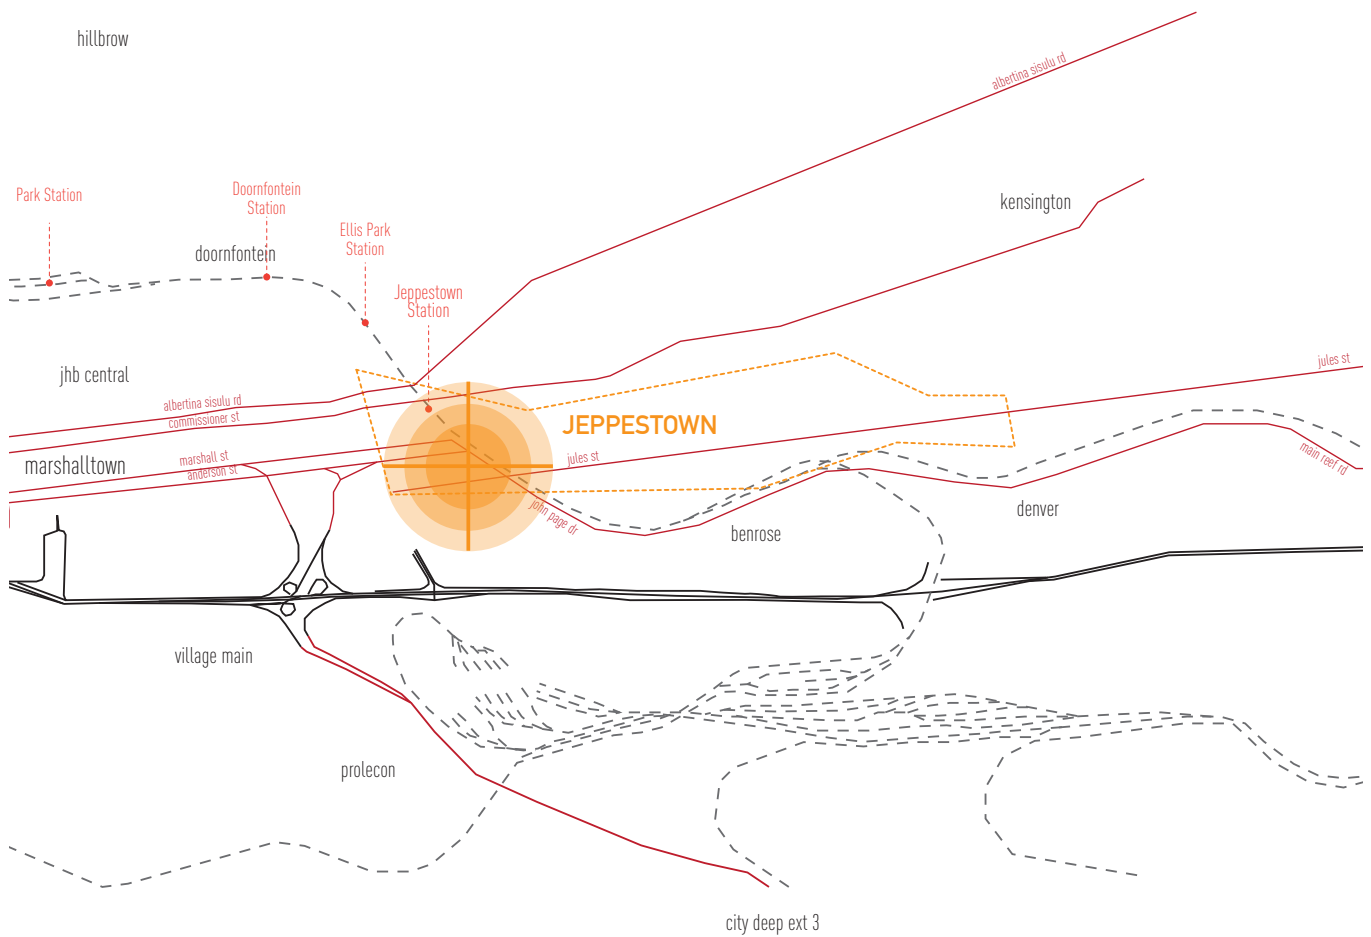 hillbrow
albertina sisulu rd
Park Station
Doornfontein
Station
kensington
Ellis Park
Station
doornfontein
Jeppestown
Station
jules st
jhb central
albertina sisulu rd
commjssioner st
JEPPESTOWN
marshall st
jules st
marshalltown
anderson st
main reef rd
john page dr
denver
benrose
village main
prolecon
city deep ext 3